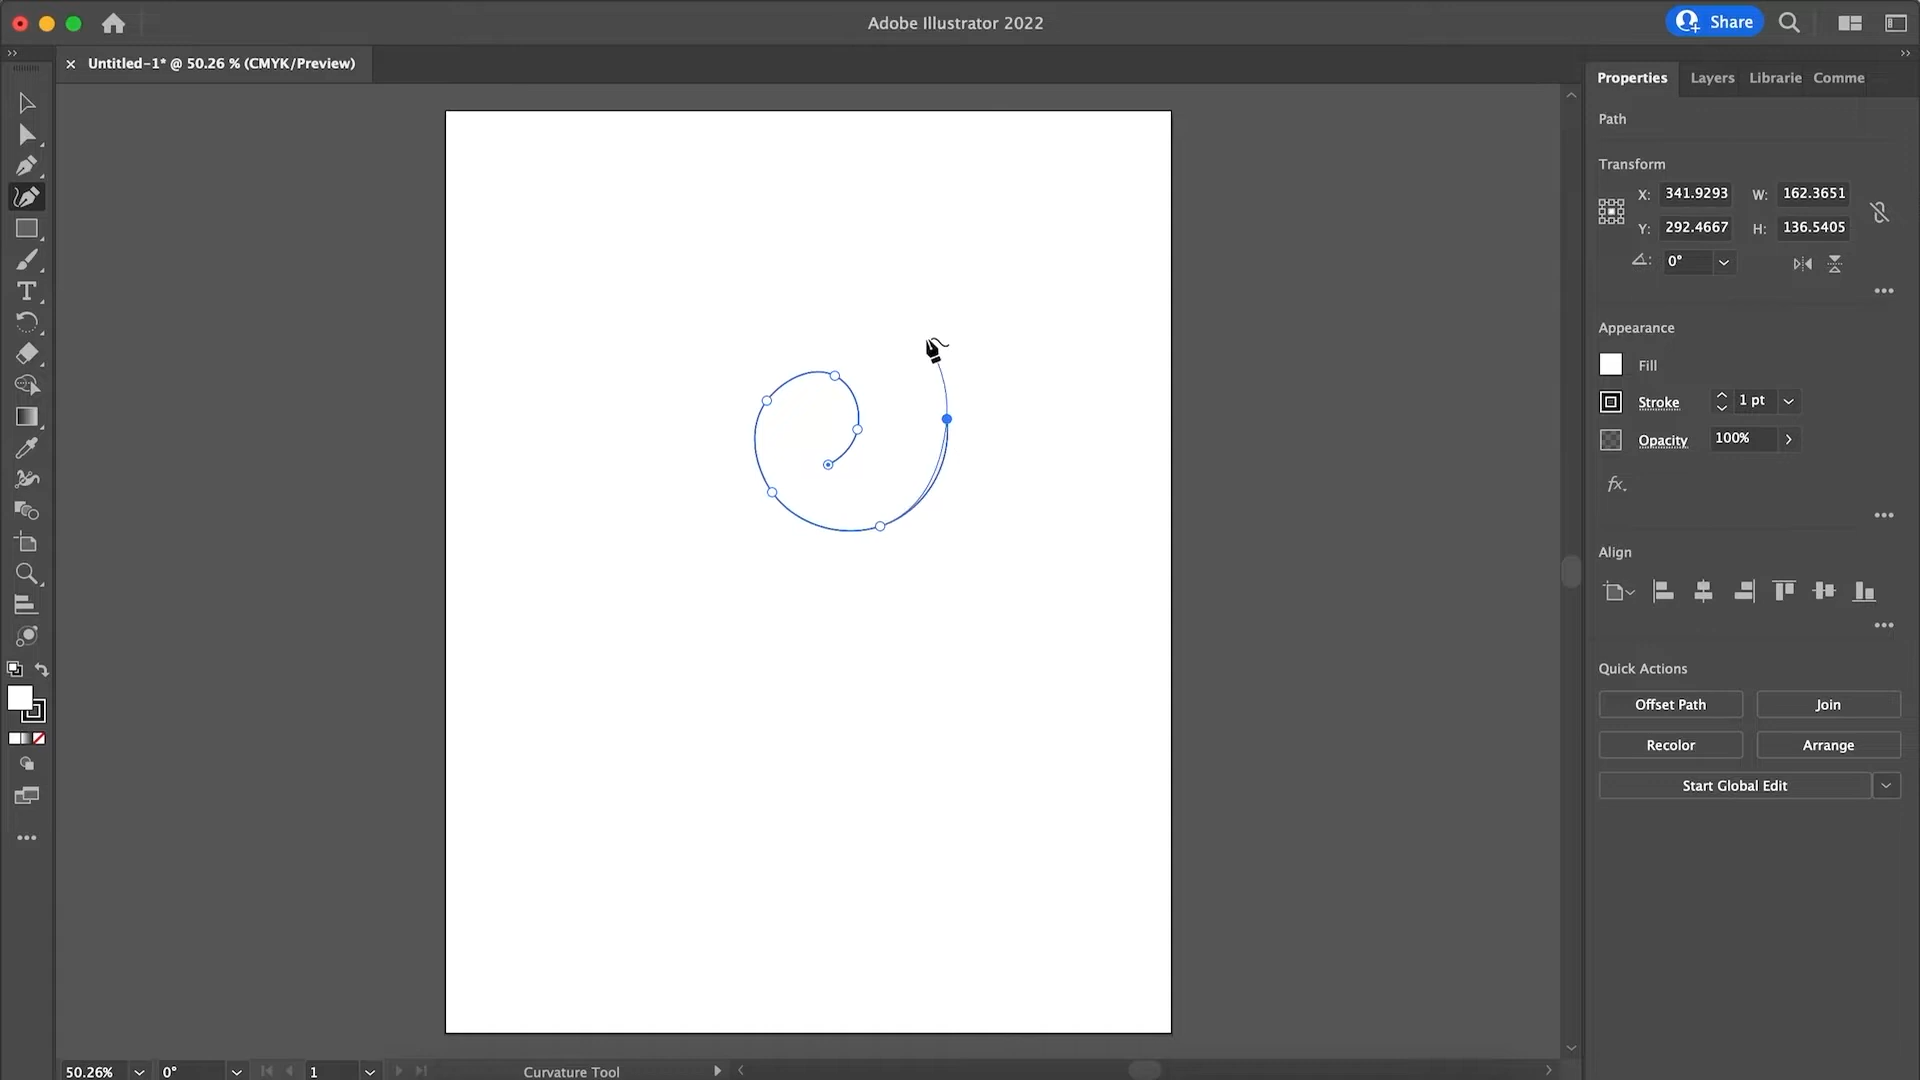 Adobe Illustrator 2022
Share
× Untitled-1* @ 50.26 % (CMYK/Preview)
Properties Layers Librarie Comme
Path
Transform
X: 341.9293 W: 162.3651
Y: 292.4667 H: 136.5405
0°
Appearance
Fill
Stroke 1 pt
Opacity 100%
fx.
Align
Quick Actions
Offset Path Join
Recolor Arrange
Start Global Edit
50.26% 0° 1 Curvature Tool